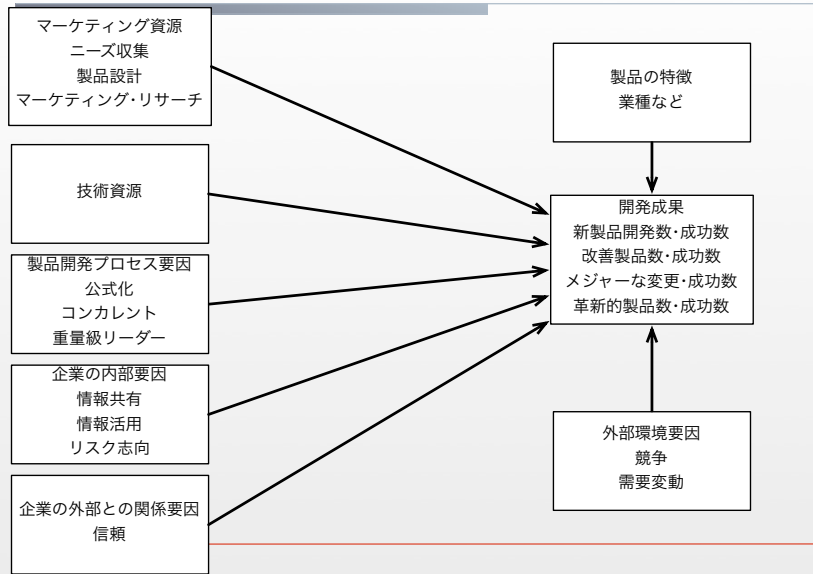 マーケティング資源
ニーズ収集
製品設計
マーケティング･リサーチ
技術資源
製品開発プロセス要因
公式化
コンカレント
重量級リーダー
企業の内部要因
情報共有
情報活用
リスク志向
企業の外部との関係要因
信頼
製品の特徴
業種など
開発成果
新製品開発数･成功数
改善製品数･成功数
メジャーな変更･成功数
革新的製品数･成功数
外部環境要因
競争
需要変動